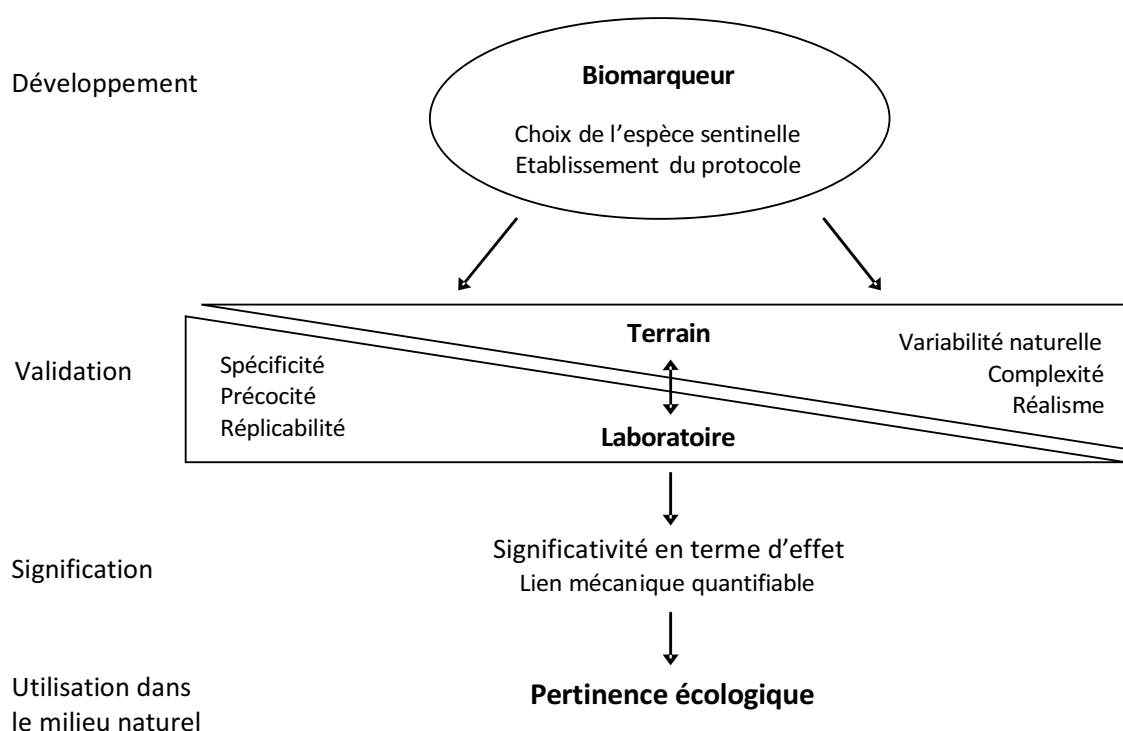 Développement
Biomarqueur
Choix de l'espèce sentinelle
Etablissement du protocole
Validation
Terrain
Laboratoire
Spécificité
Précocité
Réplicabilité
Variabilité naturelle
Complexité
Réalisme
Signification
Significativité en terme d'effet
Lien mécanique quantifiable
Utilisation dans
le milieu naturel
Pertinence écologique